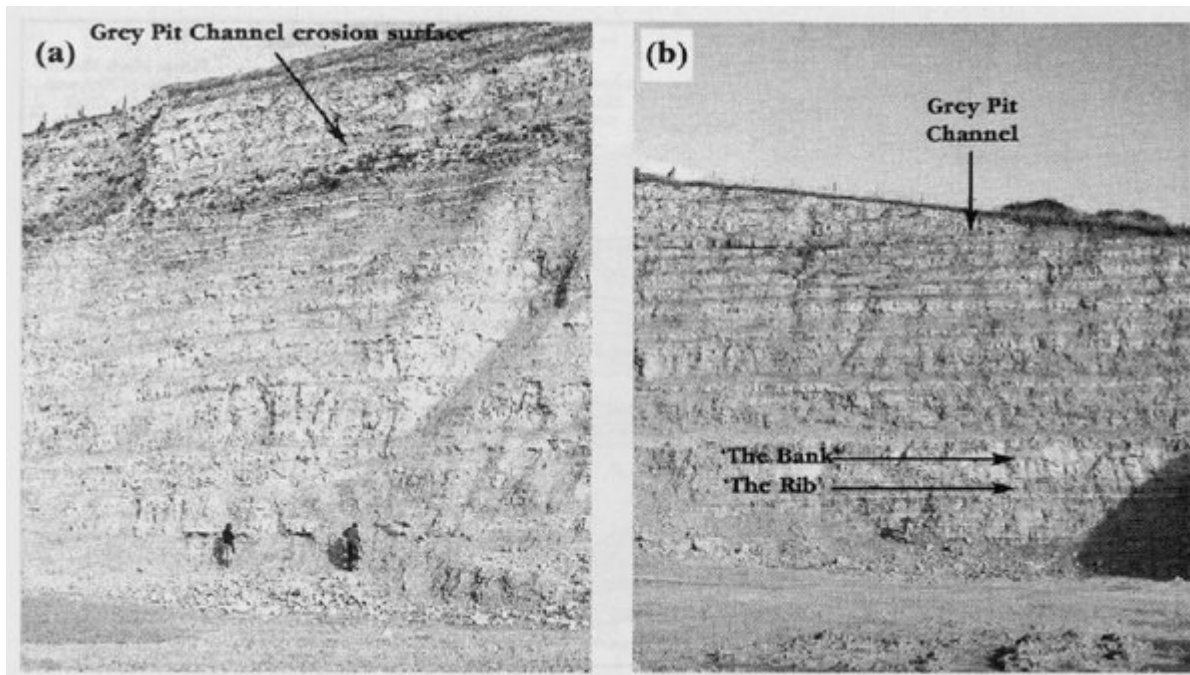 (a)
Grey Pit Channel erosion surface
(b)
Grey Pit
Channel
'The Bank'
'The Rib'